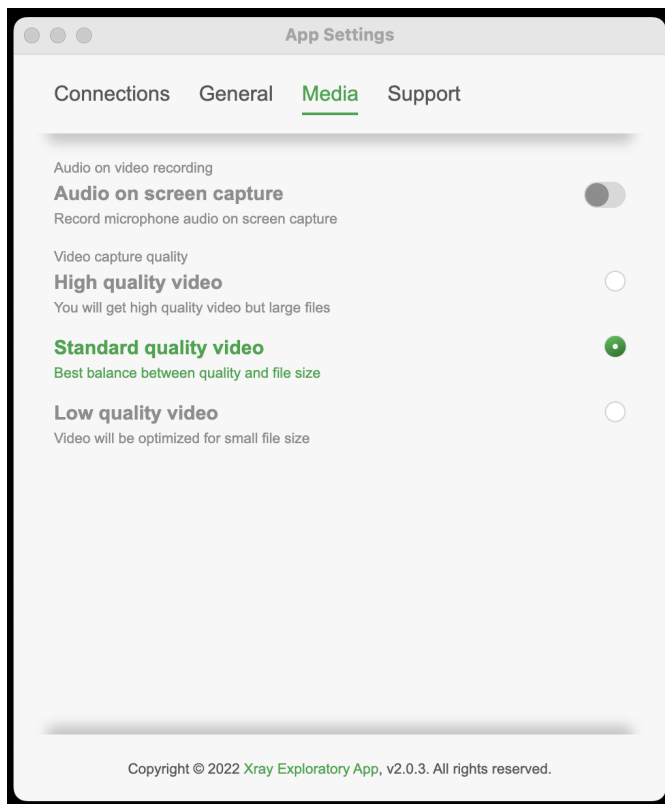 App Settings
Connections General Media Support
Audio on video recording
Audio on screen capture
Record microphone audio on screen capture
Video capture quality
High quality video
You will get high quality video but large files
Standard quality video
Best balance between quality and file size
Low quality video
Video will be optimized for small file size
Copyright © 2022 Xray Exploratory App, v2.0.3. All rights reserved.